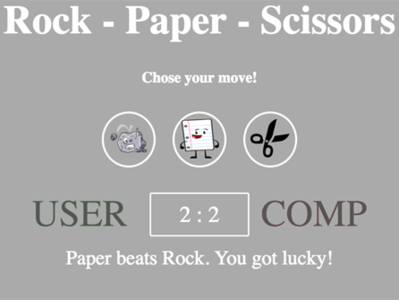 Rock - Paper - Scissors
Chose your move!
USER 2 : 2 COMP
Paper beats Rock. You got lucky!